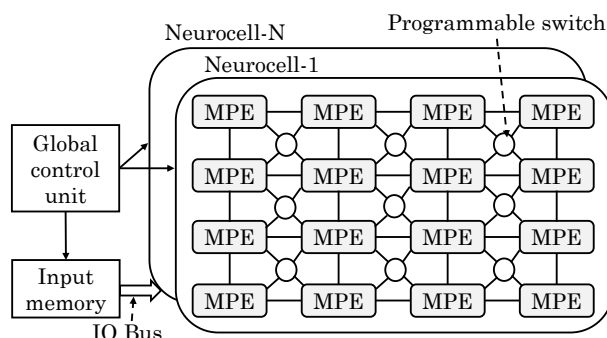 Programmable switch
Neurocell-N
Neurocell-1
MPE MPE MPE MPE
Global
control
unit
MPE MPE MPE MPE
MPE MPE MPE MPE
Input
memory
MPE MPE MPE MPE
IO Bus